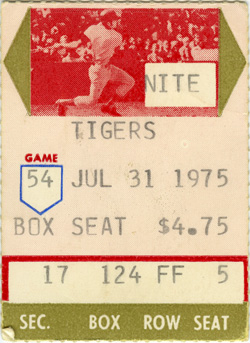 NITE
TIGERS
GAME
54 JUL 31 1975
BOX SEAT $4.75
17 124 FF 5
SEC. BOX ROW SEAT